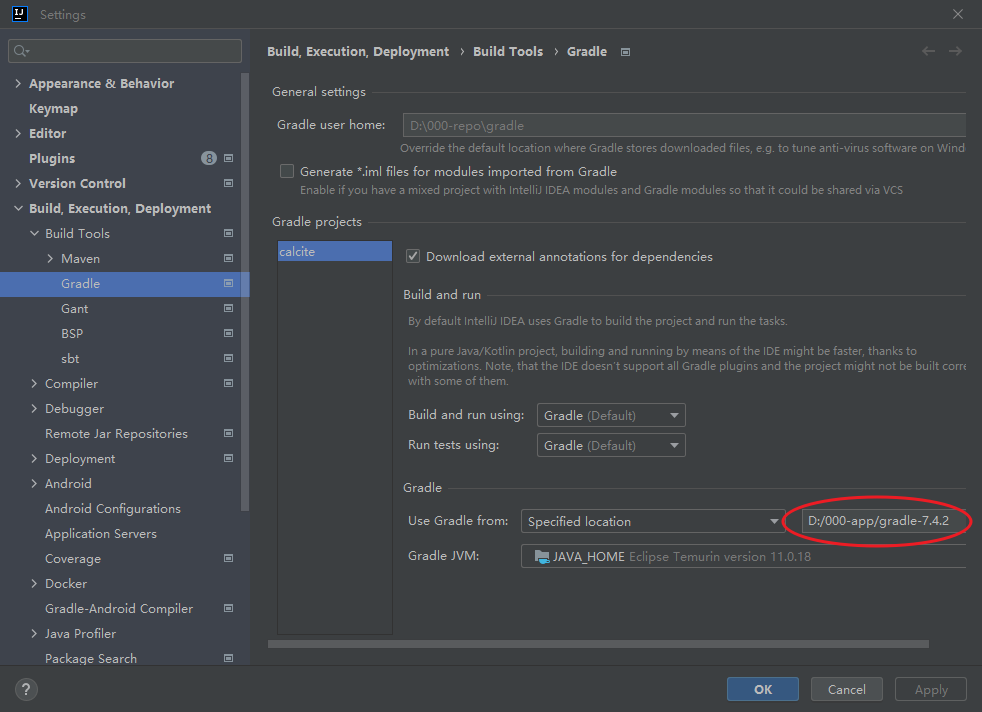 IJ
Settings
Appearance & Behavior
Keymap
Editor
Plugins 8
Version Control
Build, Execution, Deployment
Build Tools
Maven
Gradle
Gant
BSP
sbt
Compiler
Debugger
Remote Jar Repositories
Deployment
Android
Android Configurations
Application Servers
Coverage
Docker
Gradle-Android Compiler
Java Profiler
Package Search
Build, Execution, Deployment › Build Tools › Gradle
General settings
Gradle user home: D:\000-repo\gradle
Override the default location where Gradle stores downloaded files, e.g. to tune anti-virus software on Wind
Generate *.iml files for modules imported from Gradle
Enable if you have a mixed project with IntelliJ IDEA modules and Gradle modules so that it could be shared via VCS
Gradle projects
calcite
Download external annotations for dependencies
Build and run
By default IntelliJ IDEA uses Gradle to build the project and run the tasks.
In a pure Java/Kotlin project, building and running by means of the IDE might be faster, thanks to
optimizations. Note, that the IDE doesn't support all Gradle plugins and the project might not be built corre
with some of them.
Build and run using: Gradle (Default)
Run tests using: Gradle (Default)
Gradle
Use Gradle from: Specified location D:/000-app/gradle-7.4.2
Gradle JVM: JAVA_HOME Eclipse Temurin version 11.0.18
? OK Cancel Apply